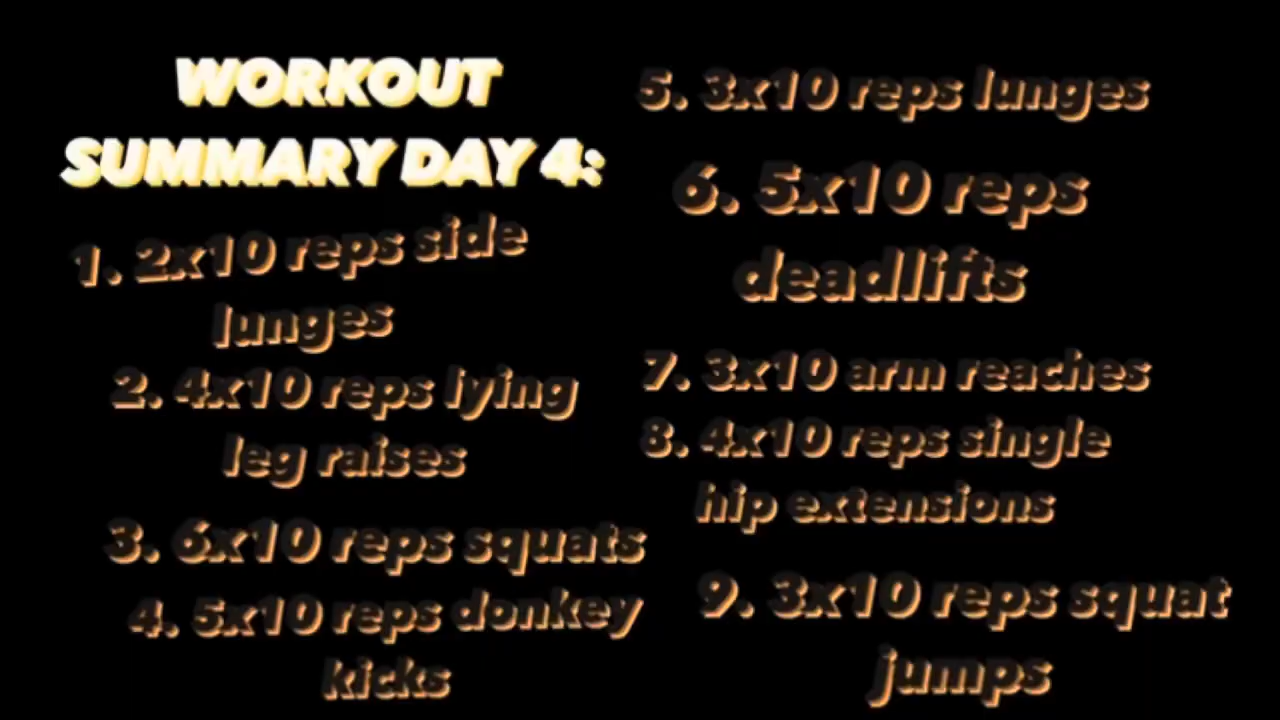 WORKOUT
SUMMARY DAY 4:
1. 2x10 reps side
lunges
2. 4x10 reps lying
leg raises
3. 6x10 reps squats
4. 5x10 reps donkey
kicks
5. 3x10 reps lunges
6. 5x10 reps
deadlifts
7. 3x10 arm reaches
8. 4x10 reps single
hip extensions
9. 3x10 reps squat
jumps